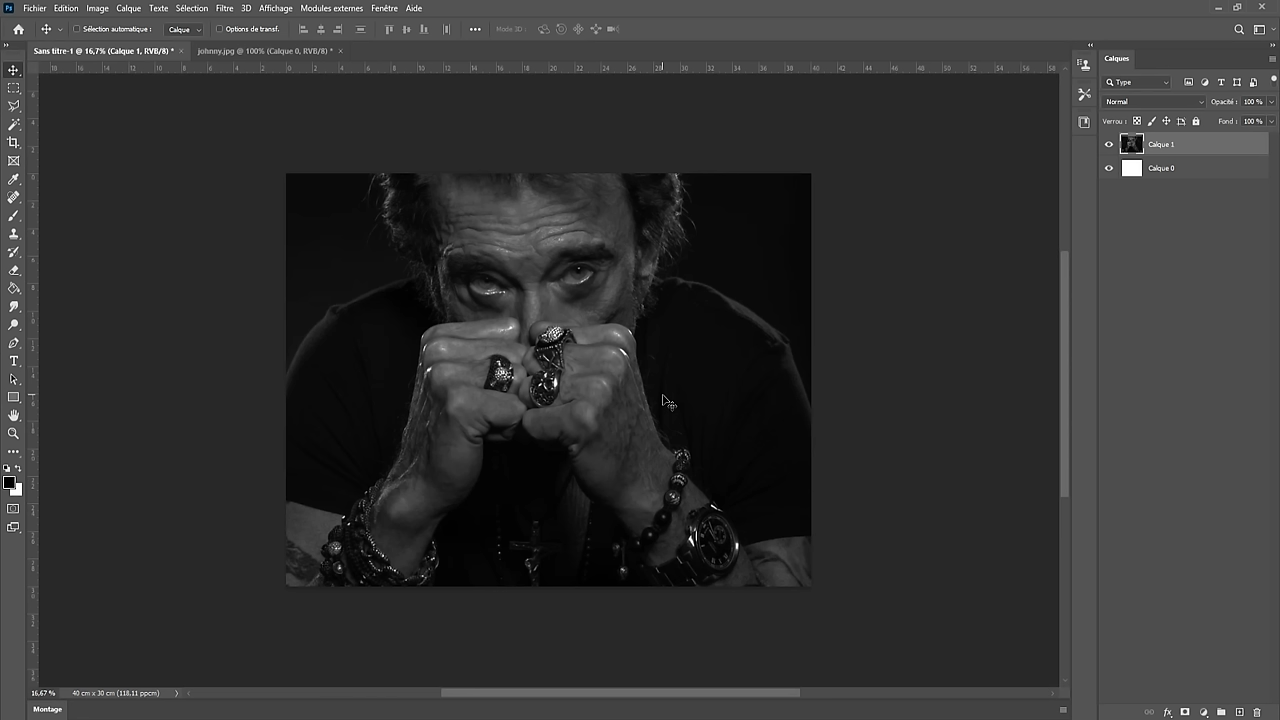 Ps Fichier Edition Image Calque Texte Sélection Filtre 3D Affichage Modules externes Fenêtre Aide
Sélection automatique : Calque Options de transf. Mode 3D :
Sans titre-1 @ 16,7% (Calque 1, RVB/8) * johnny.jpg @ 100% (Calque 0, RVB/8) *
Calques
Type
Normal Opacité : 100 %
Verrou : Fond : 100 %
Calque 1
Calque 0
16,67 % 40 cm x 30 cm (118,11 ppcm)
Montage